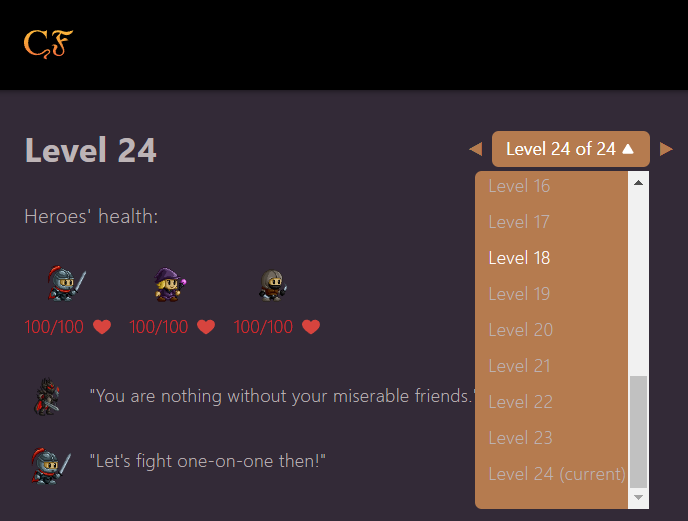 CF
Level 24
Level 24 of 24
Heroes' health:
100/100
100/100
100/100
"You are nothing without your miserable friends."
"Let's fight one-on-one then!"
Level 16
Level 17
Level 18
Level 19
Level 20
Level 21
Level 22
Level 23
Level 24 (current)